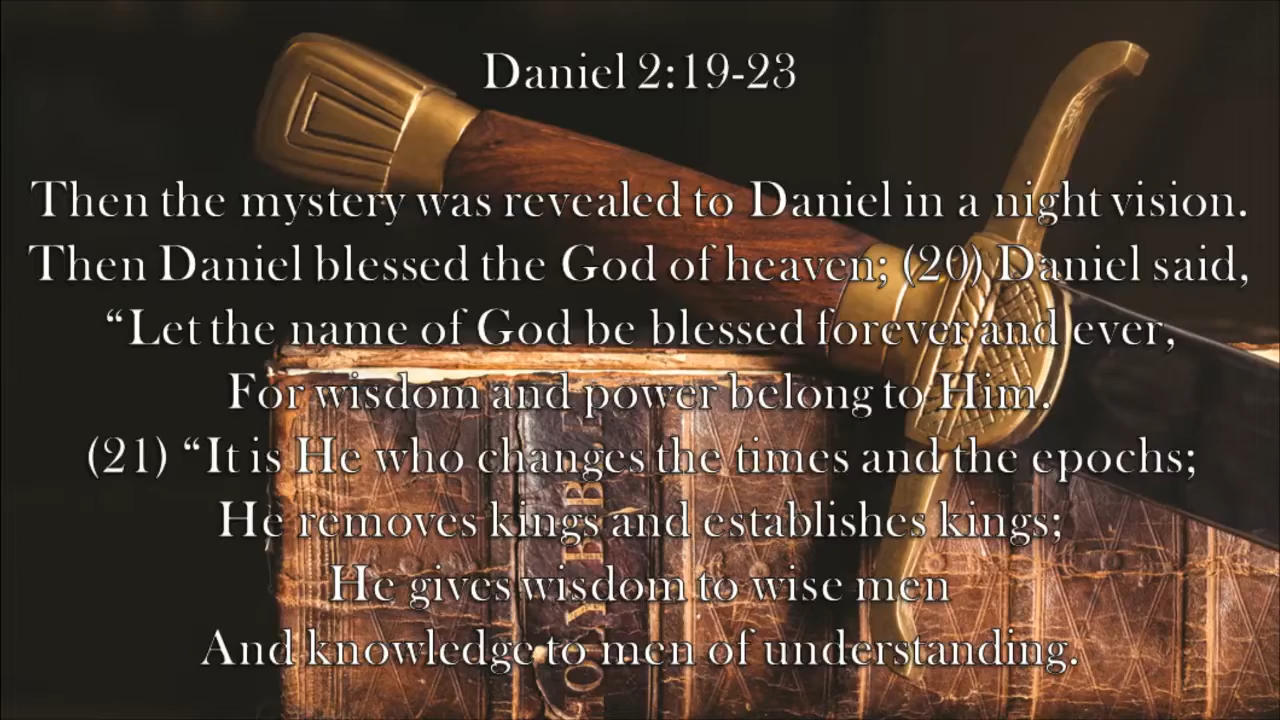 Daniel 2:19-23
Then the mystery was revealed to Daniel in a night vision.
Then Daniel blessed the God of heaven; (20) Daniel said,
“Let the name of God be blessed forever and ever,
For wisdom and power belong to Him.
(21) “It is He who changes the times and the epochs;
He removes kings and establishes kings;
He gives wisdom to wise men
And knowledge to men of understanding.